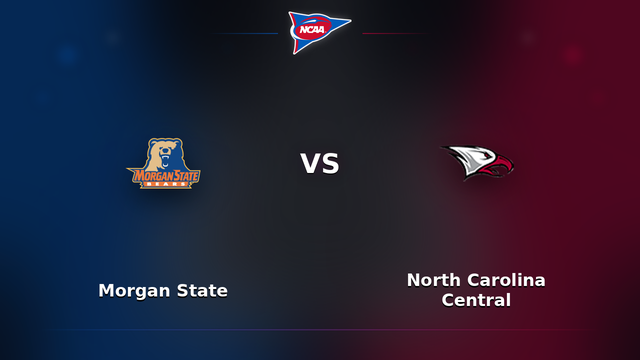 NCAA
VS
MORGAN STATE
BEARS
Morgan State
North Carolina
Central